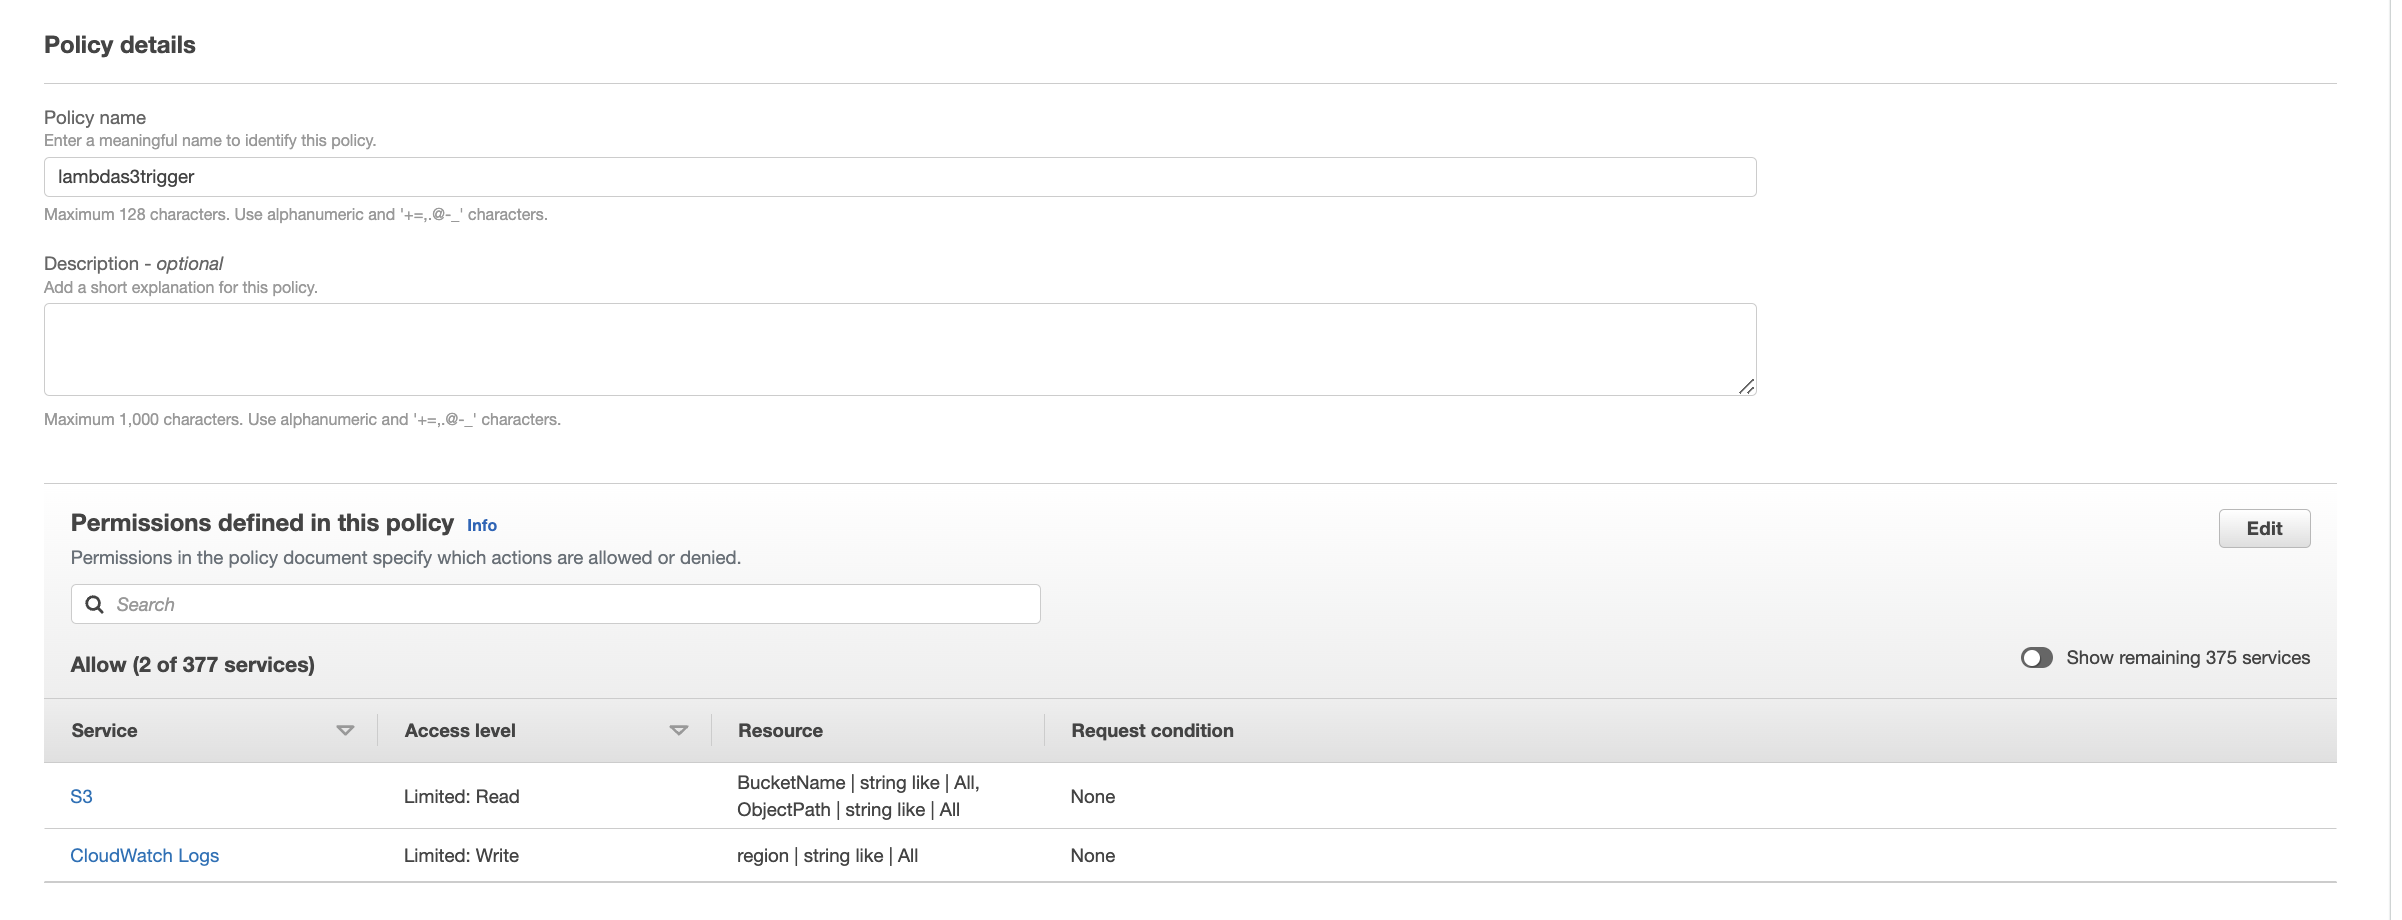 Policy details
Policy name
Enter a meaningful name to identify this policy.
lambdas3trigger
Maximum 128 characters. Use alphanumeric and '+=,.@-_' characters.
Description - optional
Add a short explanation for this policy.
Maximum 1,000 characters. Use alphanumeric and '+=,.@-_' characters.
Permissions defined in this policy Info
Edit
Permissions in the policy document specify which actions are allowed or denied.
Search
Allow (2 of 377 services)
Show remaining 375 services
Service Access level Resource Request condition
S3 Limited: Read BucketName | string like | All, None
ObjectPath | string like | All
CloudWatch Logs Limited: Write region | string like | All None